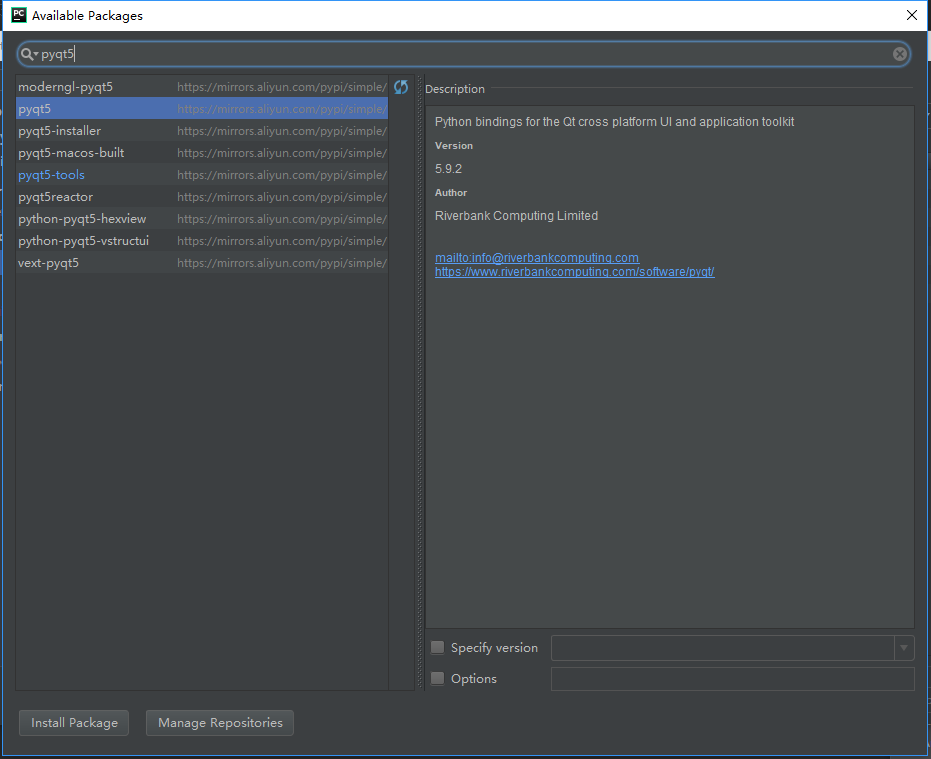 PC Available Packages
pyqt5
moderngl-pyqt5 https://mirrors.aliyun.com/pypi/simple/
pyqt5 https://mirrors.aliyun.com/pypi/simple/
pyqt5-installer https://mirrors.aliyun.com/pypi/simple/
pyqt5-macos-built https://mirrors.aliyun.com/pypi/simple/
pyqt5-tools https://mirrors.aliyun.com/pypi/simple/
pyqt5reactor https://mirrors.aliyun.com/pypi/simple/
python-pyqt5-hexview https://mirrors.aliyun.com/pypi/simple/
python-pyqt5-vstructui https://mirrors.aliyun.com/pypi/simple/
vext-pyqt5 https://mirrors.aliyun.com/pypi/simple/
Description
Python bindings for the Qt cross platform UI and application toolkit
Version
5.9.2
Author
Riverbank Computing Limited
mailto:info@riverbankcomputing.com
https://www.riverbankcomputing.com/software/pyqt/
Specify version
Options
Install Package
Manage Repositories